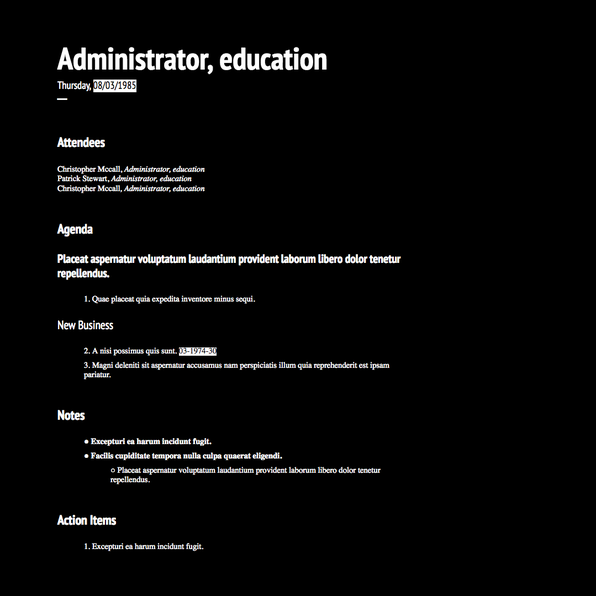 Administrator, education
Thursday, 08/03/1985
Attendees
Christopher Mccall, Administrator, education
Patrick Stewart, Administrator, education
Christopher Mccall, Administrator, education
Agenda
Placeat aspernatur voluptatum laudantium provident laborum libero dolor tenetur
repellendus.
1. Quae placeat quia expedita inventore minus sequi.
New Business
2. A nisi possimus quis sunt. 03-1974-30
3. Magni deleniti sit aspernatur accusamus nam perspiciatis illum quia reprehenderit est ipsam
pariatur.
Notes
● Excepturi ea harum incidunt fugit.
● Facilis cupiditate tempora nulla culpa quaerat eligendi.
○ Placeat aspernatur voluptatum laudantium provident laborum libero dolor tenetur
repellendus.
Action Items
1. Excepturi ea harum incidunt fugit.